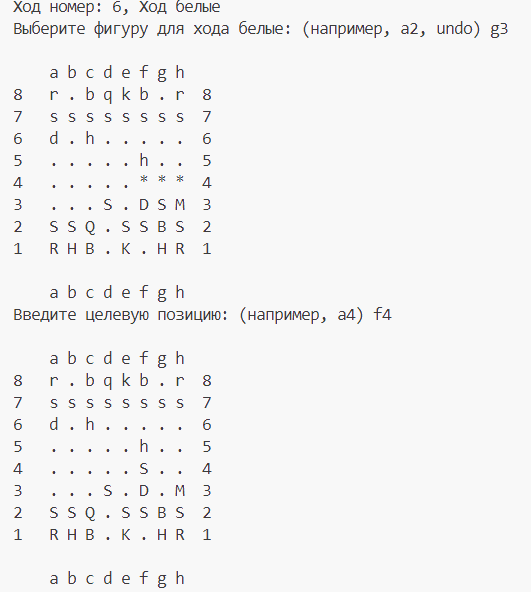 Ход номер: 6, Ход белые
Выберите фигуру для хода белые: (например, a2, undo) g3
a b c d e f g h
8 r . b q k b . r 8
7 s s s s s s s s 7
6 d . h . . . . . 6
5 . . . . . h . . 5
4 . . . . . * * * 4
3 . . . S . D S M 3
2 S S Q . S S B S 2
1 R H B . K . H R 1
a b c d e f g h
Введите целевую позицию: (например, a4) f4
a b c d e f g h
8 r . b q k b . r 8
7 s s s s s s s s 7
6 d . h . . . . . 6
5 . . . . . h . . 5
4 . . . . . S . . 4
3 . . . S . D . M 3
2 S S Q . S S B S 2
1 R H B . K . H R 1
a b c d e f g h